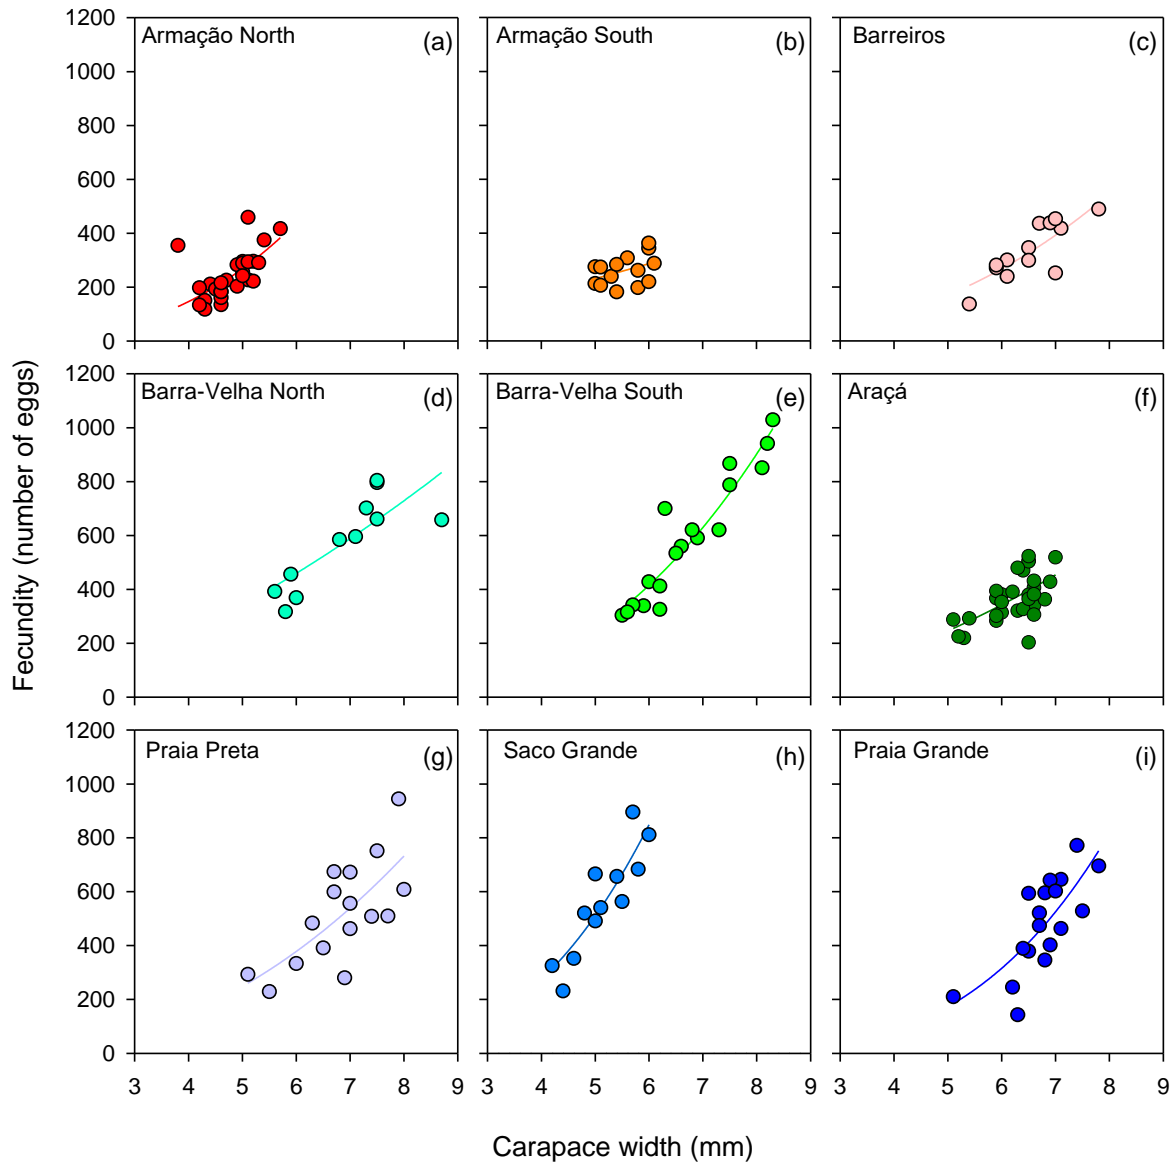 Armação North (a)
Armação South (b)
Barreiros (c)
1200
1000
800
600
400
200
0
Barra-Velha North (d)
Barra-Velha South (e)
Araçá (f)
1200
1000
800
600
400
200
0
Praia Preta (g)
Saco Grande (h)
Praia Grande (i)
1200
1000
800
600
400
200
0
3 4 5 6 7 8 9
3 4 5 6 7 8 9
3 4 5 6 7 8 9
Fecundity (number of eggs)
Carapace width (mm)